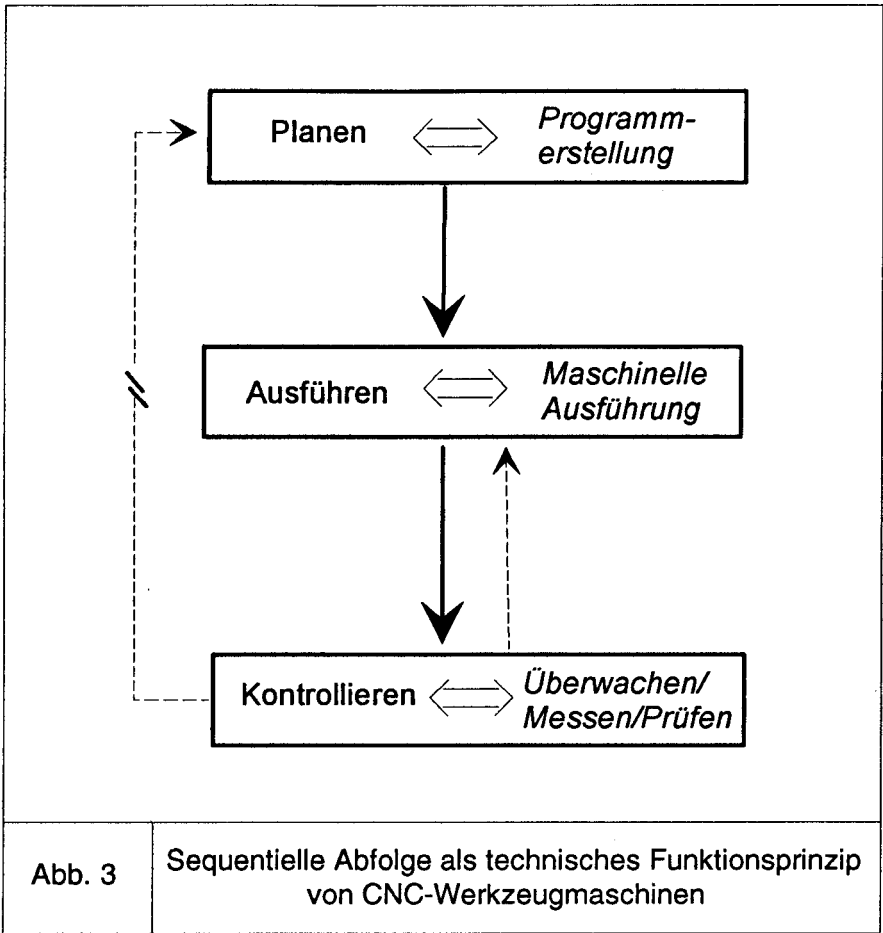 Planen
Programm-
erstellung
Ausführen
Maschinelle
Ausführung
Kontrollieren
Überwachen/
Messen/Prüfen
Abb. 3
Sequentielle Abfolge als technisches Funktionsprinzip
von CNC-Werkzeugmaschinen